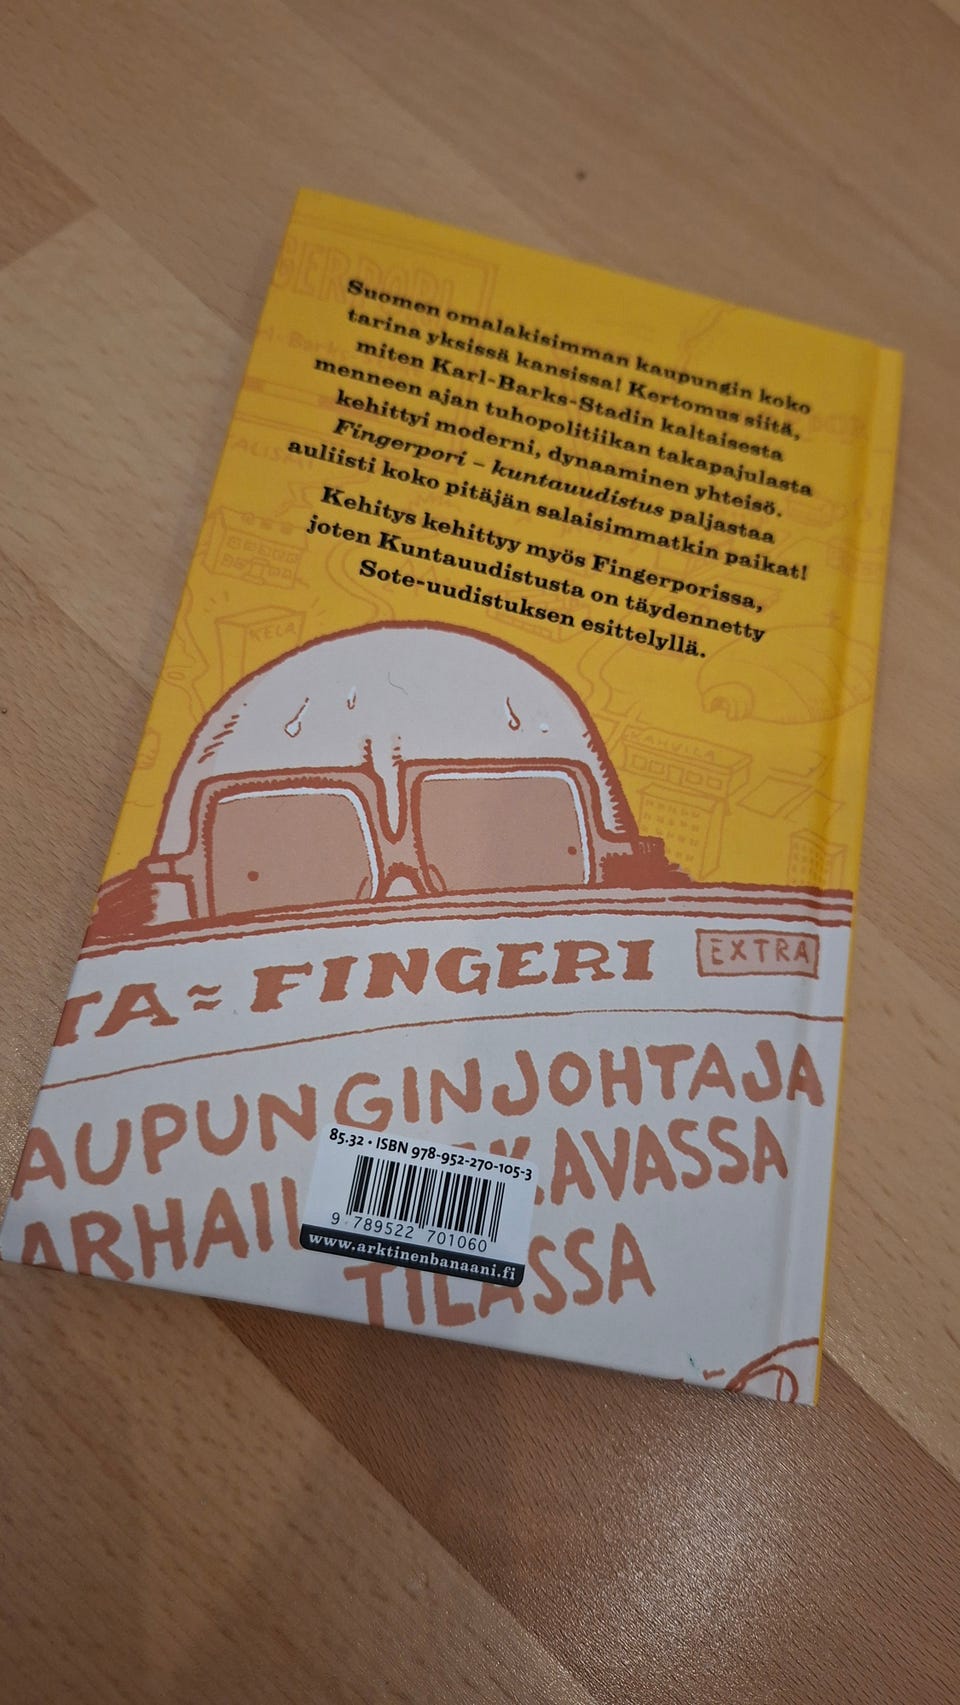 Suomen omalakisimman kaupungin koko
tarina yksissä kansissa! Kertomus siitä,
miten Karl-Barks-Stadin kaltaisesta
menneen ajan tuhopolitiikan takapajulasta
kehittyi moderni, dynaaminen yhteisö.
Fingerpori – kuntauudistus paljastaa
auliisti koko pitäjän salaisimmatkin paikat!
Kehitys kehittyy myös Fingerporissa,
joten Kuntauudistusta on täydennetty
Sote-uudistuksen esittelyllä.
KELA
KAHVILA
TA≈FINGERI EXTRA
AUPUNGINJOHTAJA
ARHAIL
KAVASSA
TILASSA
85.32 • ISBN 978-952-270-105-3
9 789522 701060
www.arktinenbanaani.fi